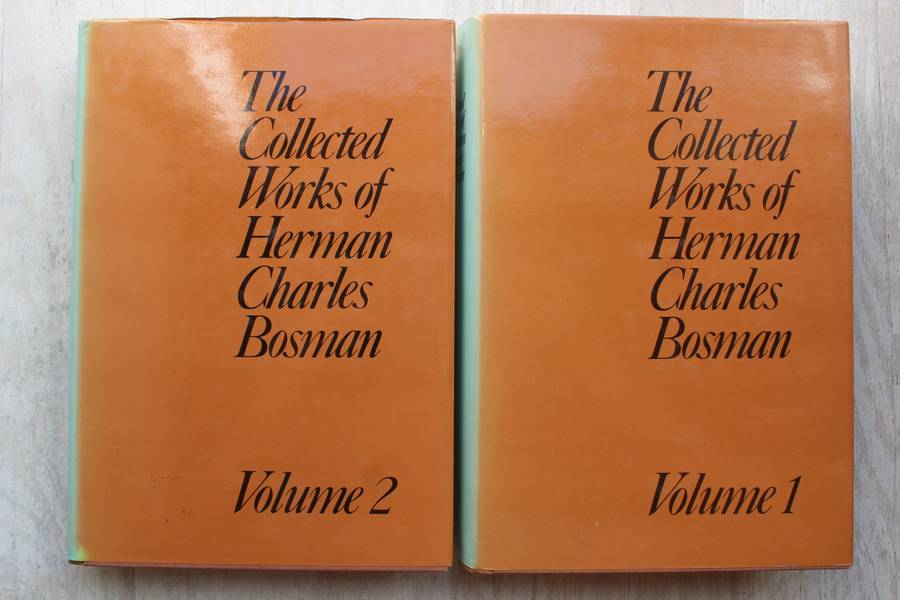 The
Collected
Works of
Herman
Charles
Bosman
Volume 2
The
Collected
Works of
Herman
Charles
Bosman
Volume 1